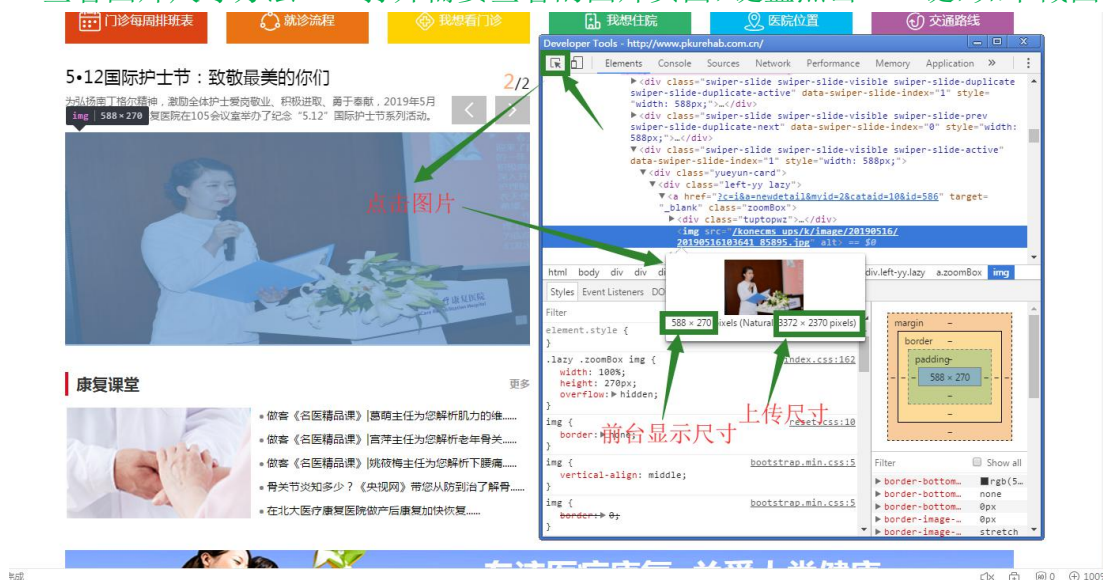 门诊每周排班表
就诊流程
我想看门诊
我想住院
医院位置
交通路线
5•12国际护士节：致敬最美的你们
2/2
为弘扬南丁格尔精神，激励全体护士爱岗敬业、积极进取、勇于奉献，2019年5月
复医院在105会议室举办了纪念“5.12”国际护士节系列活动。
img 588×270
点击图片
康复课堂
更多
做客《名医精品课》|葛萌主任为您解析肌力的维......
做客《名医精品课》|宫萍主任为您解析老年骨关......
做客《名医精品课》|姚筱梅主任为您解析下腰痛......
骨关节炎知多少？《央视网》带您从防到治了解骨......
在北大医疗康复医院做产后康复加快恢复......
Developer Tools - http://www.pkurehab.com.cn/
Elements Console Sources Network Performance Memory Application »
▶<div class="swiper-slide swiper-slide-visible swiper-slide-duplicate
swiper-slide-duplicate-active" data-swiper-slide-index="1" style=
"width: 588px;">…</div>
▶<div class="swiper-slide swiper-slide-visible swiper-slide-prev
swiper-slide-duplicate-next" data-swiper-slide-index="0" style="width:
588px;">…</div>
▼<div class="swiper-slide swiper-slide-visible swiper-slide-active"
data-swiper-slide-index="1" style="width: 588px;">
▼<div class="yueyun-card">
▼<div class="left-yy lazy">
▼<a href="?c=i&a=newdetail&mvid=2&cataid=10&id=586" target=
"_blank" class="zoomBox">
▶<div class="tuptopwz">…</div>
<img src="/konecms_ups/k/image/20190516/
20190516103641_85895.jpg" alt> == $0
html body div div
div.left-yy.lazy a.zoomBox img
Styles Event Listeners DO
588 × 270 pixels (Natural: 3372 × 2370 pixels)
Filter
element.style {
}
.lazy .zoomBox img {
index.css:162
width: 100%;
height: 270px;
overflow:▶hidden;
}
前台显示尺寸
上传尺寸
img {
reset.css:10
border:▶none;
}
img {
bootstrap.min.css:5
vertical-align: middle;
}
img {
bootstrap.min.css:5
border:▶0;
}
margin –
border –
padding–
588 × 270
Filter
Show all
▶border-bottom… rgb(5…
▶border-bottom… none
▶border-bottom… 0px
▶border-image-… 0px
▶border-image-… stretch
0
100%